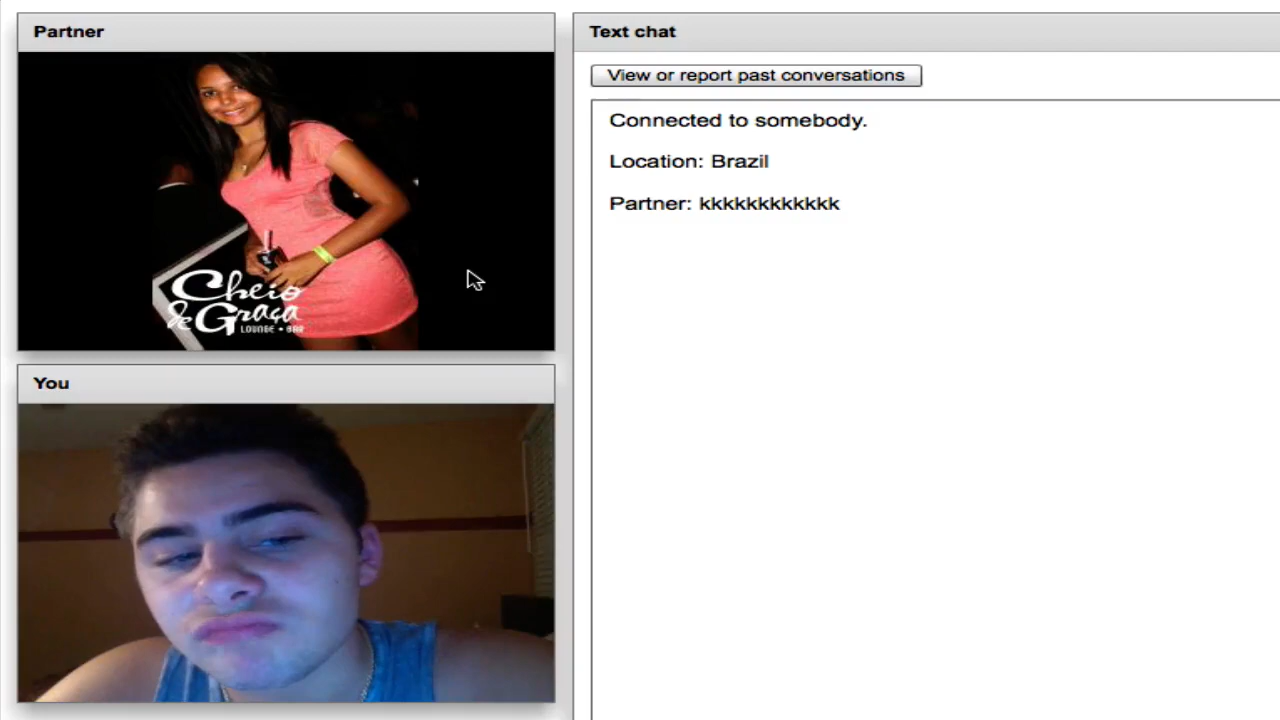 Partner
Cheio
de Graça
LOUNGE • BAR
You
Text chat
View or report past conversations
Connected to somebody.
Location: Brazil
Partner: kkkkkkkkkkkk